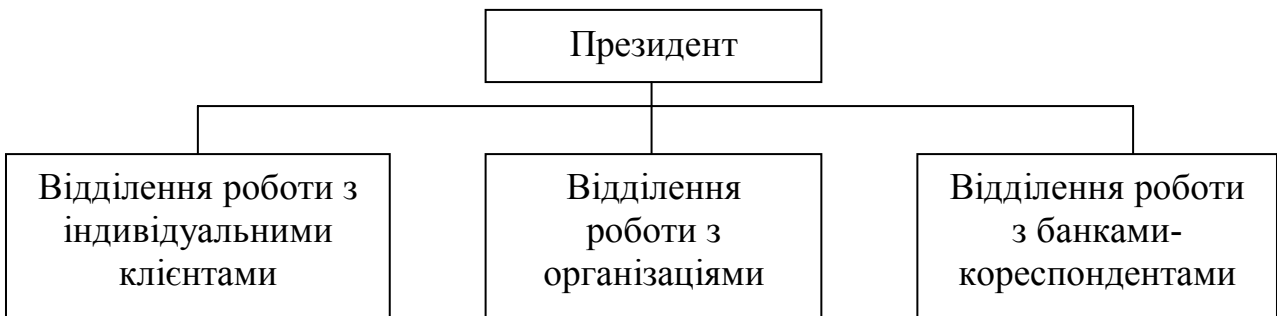 Президент
Відділення роботи з
індивідуальними
клієнтами
Відділення
роботи з
організаціями
Відділення роботи
з банками-
кореспондентами